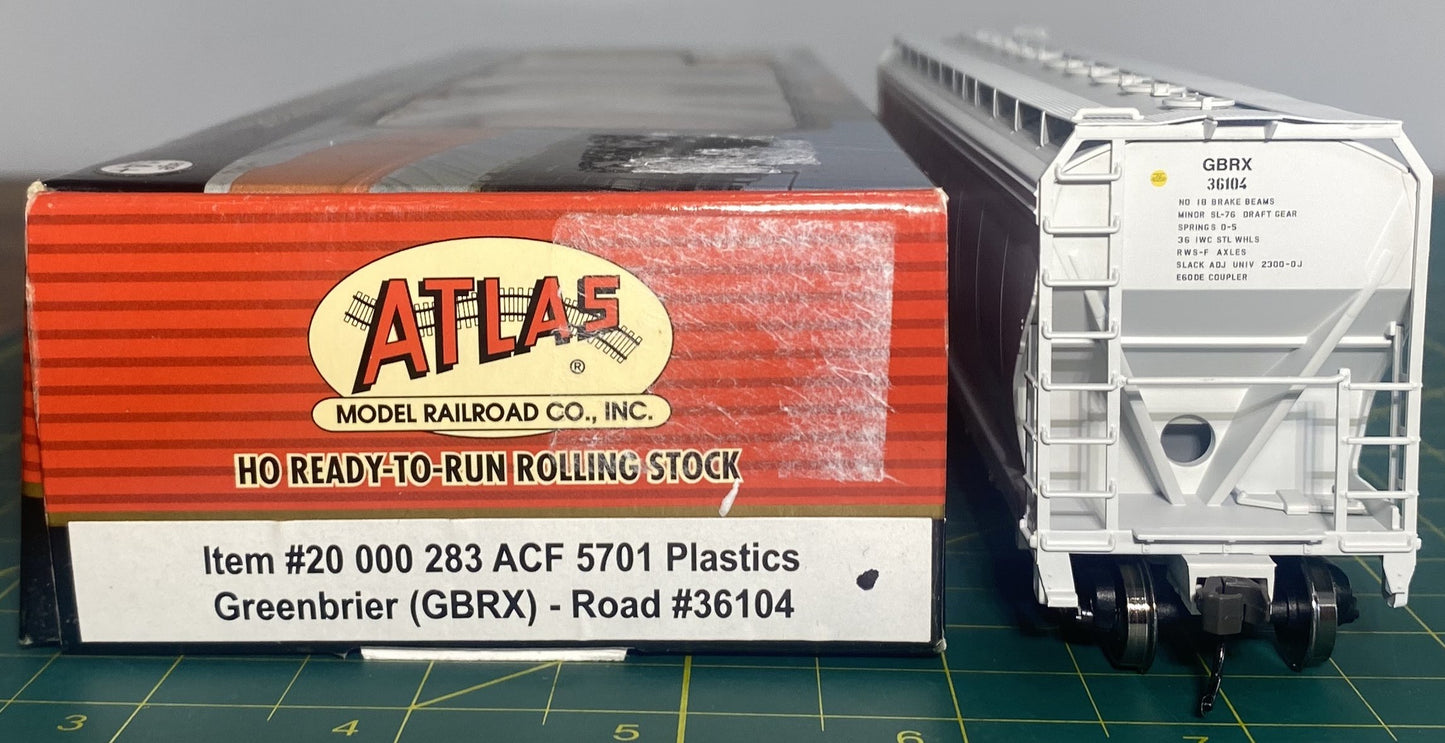 ATLAS
®
MODEL RAILROAD CO., INC.
HO READY-TO-RUN ROLLING STOCK
Item #20 000 283 ACF 5701 Plastics
Greenbrier (GBRX) - Road #36104
GBRX
36104
NO 18 BRAKE BEAMS
MINOR SL-76 DRAFT GEAR
SPRINGS D-5
36 IWC STL WHLS
RWS-F AXLES
SLACK ADJ UNIV 2300-DJ
E60DE COUPLER
3
4
5
6
7